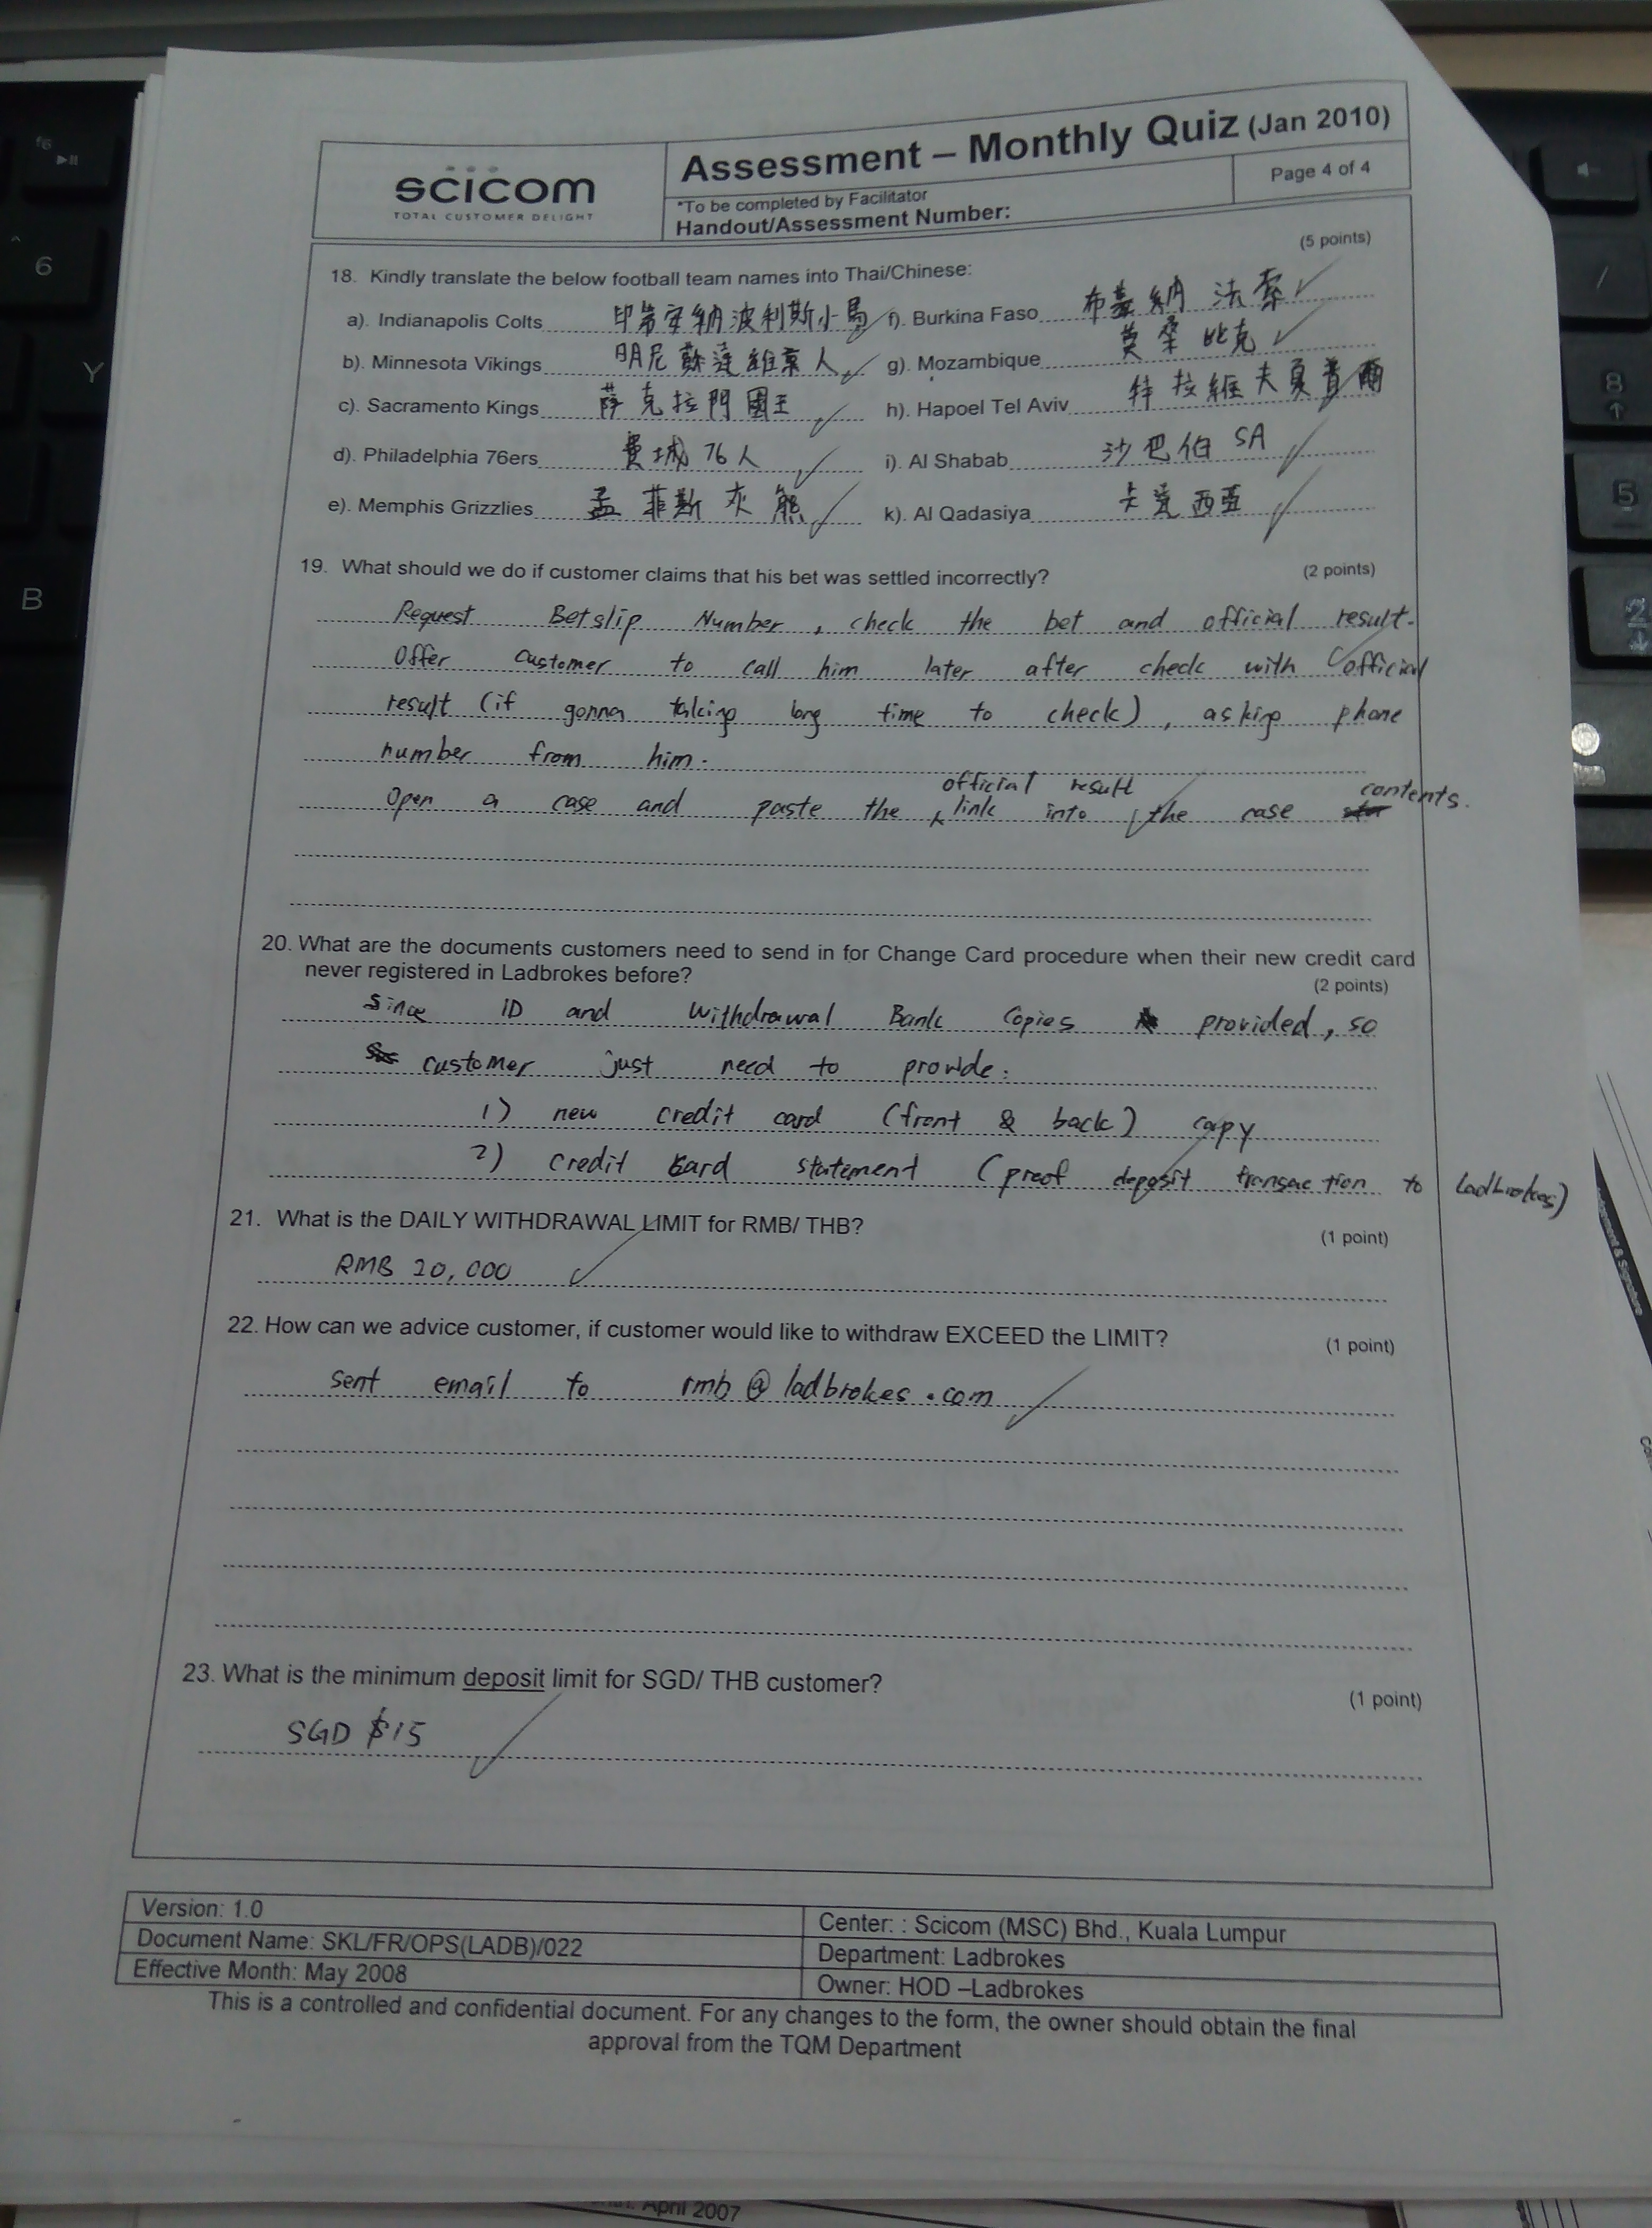 SCICOM
TOTAL CUSTOMER DELIGHT
Assessment – Monthly Quiz (Jan 2010)
*To be completed by Facilitator
Handout/Assessment Number:
Page 4 of 4
(5 points)
18. Kindly translate the below football team names into Thai/Chinese:
a). Indianapolis Colts 印第安納波利斯小馬 f). Burkina Faso 布基納 法索
b). Minnesota Vikings 明尼蘇達維京人 g). Mozambique 莫桑比克
c). Sacramento Kings 薩克拉門國王 h). Hapoel Tel Aviv 特拉維夫夏普爾
d). Philadelphia 76ers 費城 76人 i). Al Shabab 沙巴伯 SA
e). Memphis Grizzlies 孟菲斯灰熊 k). Al Qadasiya 卡達西亞
19. What should we do if customer claims that his bet was settled incorrectly? (2 points)
Request Betslip Number, check the bet and official result.
Offer customer to call him later after check with official
result (if gonna taking long time to check), asking phone
number from him.
Open a case and paste the official result link into the case contents.
20. What are the documents customers need to send in for Change Card procedure when their new credit card
never registered in Ladbrokes before? (2 points)
Since ID and Withdrawal Bank Copies provided, so
customer just need to provide:
1) new credit card (front & back) copy
2) credit card statement (proof deposit transaction to Ladbrokes)
21. What is the DAILY WITHDRAWAL LIMIT for RMB/ THB? (1 point)
RMB 20,000
22. How can we advice customer, if customer would like to withdraw EXCEED the LIMIT? (1 point)
sent email to rmb@ladbrokes.com
23. What is the minimum deposit limit for SGD/ THB customer? (1 point)
SGD $15
Version: 1.0
Document Name: SKL/FR/OPS(LADB)/022
Effective Month: May 2008
Center: : Scicom (MSC) Bhd., Kuala Lumpur
Department: Ladbrokes
Owner: HOD –Ladbrokes
This is a controlled and confidential document. For any changes to the form, the owner should obtain the final
approval from the TQM Department
April 2007
f6
6
Y
B
/
8
5
2